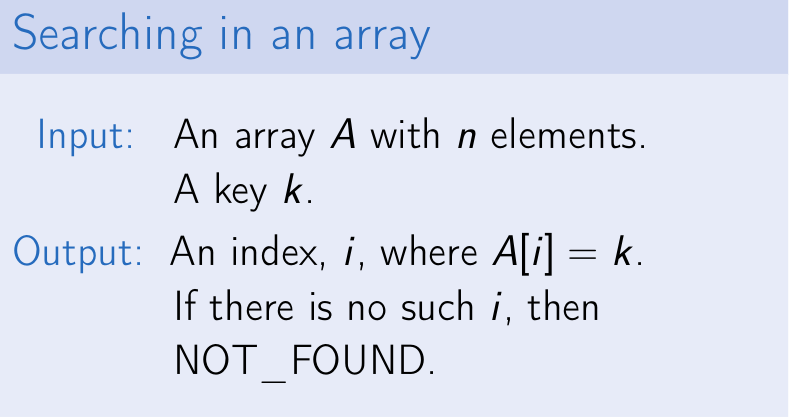 Searching in an array
Input: An array A with n elements.
A key k.
Output: An index, i, where A[i] = k.
If there is no such i, then
NOT_FOUND.